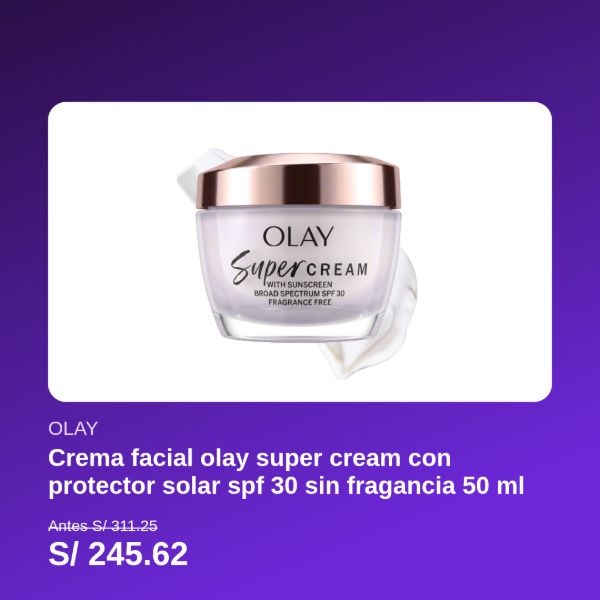 OLAY
Super CREAM
WITH SUNSCREEN
BROAD SPECTRUM SPF 30
FRAGRANCE FREE
OLAY
Crema facial olay super cream con
protector solar spf 30 sin fragancia 50 ml
Antes S/ 311.25
S/ 245.62